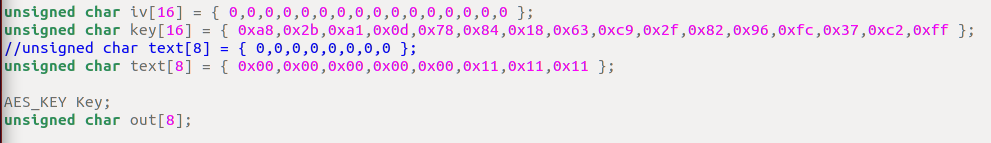 unsigned char iv[16] = { 0,0,0,0,0,0,0,0,0,0,0,0,0,0,0,0 };
unsigned char key[16] = { 0xa8,0x2b,0xa1,0x0d,0x78,0x84,0x18,0x63,0xc9,0x2f,0x82,0x96,0xfc,0x37,0xc2,0xff };
//unsigned char text[8] = { 0,0,0,0,0,0,0,0 };
unsigned char text[8] = { 0x00,0x00,0x00,0x00,0x00,0x11,0x11,0x11 };
AES_KEY Key;
unsigned char out[8];